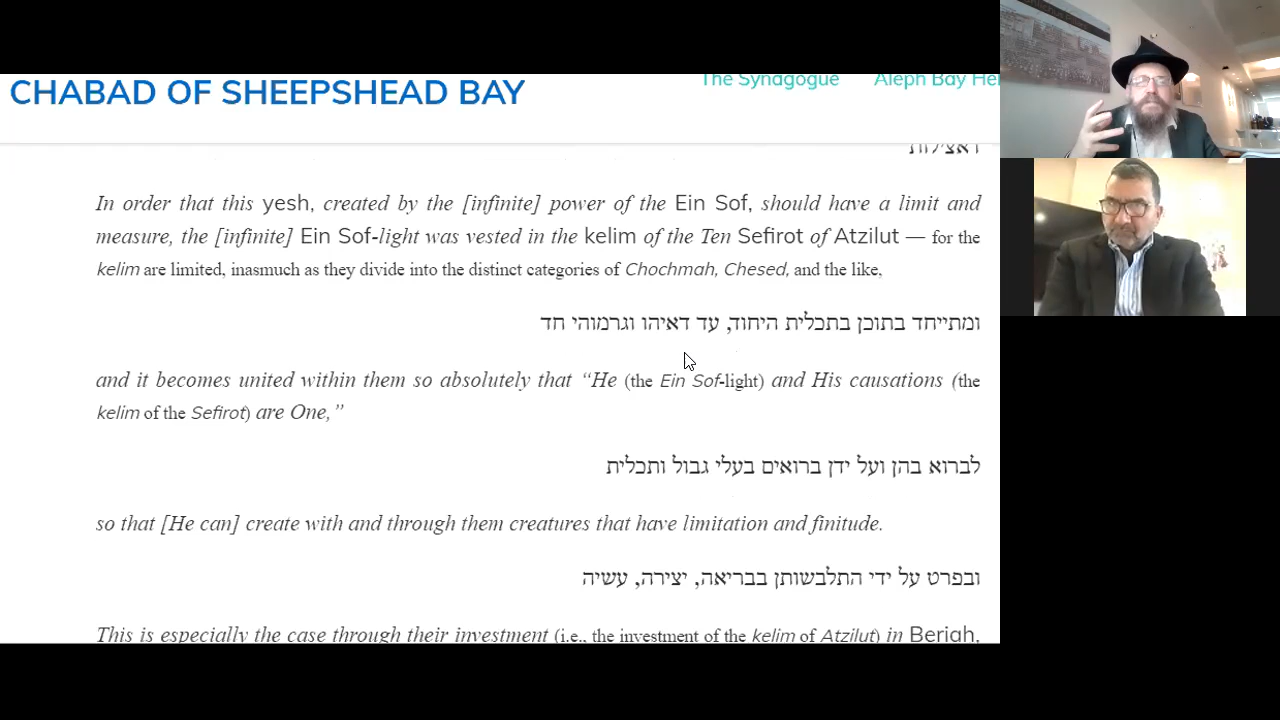 CHABAD OF SHEEPSHEAD BAY
The Synagogue Aleph Bay
דאצילות
In order that this yesh, created by the [infinite] power of the Ein Sof, should have a limit and
measure, the [infinite] Ein Sof-light was vested in the kelim of the Ten Sefirot of Atzilut — for the
kelim are limited, inasmuch as they divide into the distinct categories of Chochmah, Chesed, and the like,
ומתייחד בתוכן בתכלית היחוד, עד דאיהו וגרמוהי חד
and it becomes united within them so absolutely that “He (the Ein Sof-light) and His causations (the
kelim of the Sefirot) are One,”
לברוא בהן ועל ידן ברואים בעלי גבול ותכלית
so that [He can] create with and through them creatures that have limitation and finitude.
ובפרט על ידי התלבשותן בבריאה, יצירה, עשיה
This is especially the case through their investment (i.e., the investment of the kelim of Atzilut) in Beriah,